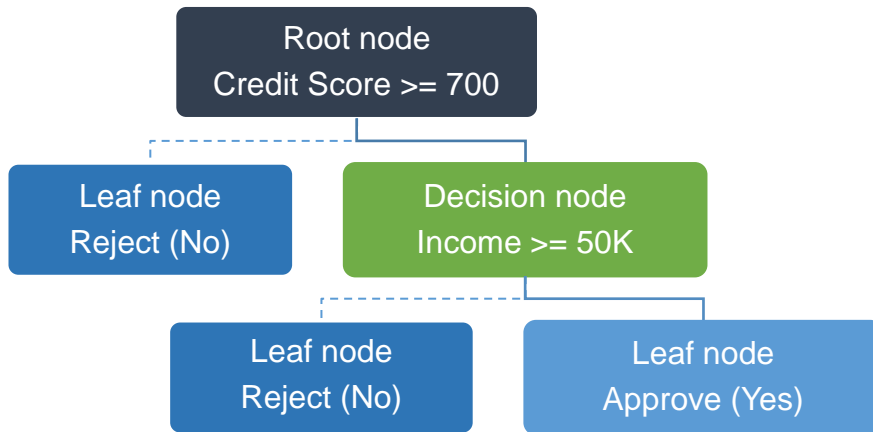 Root node
Credit Score >= 700
Leaf node
Reject (No)
Decision node
Income >= 50K
Leaf node
Reject (No)
Leaf node
Approve (Yes)